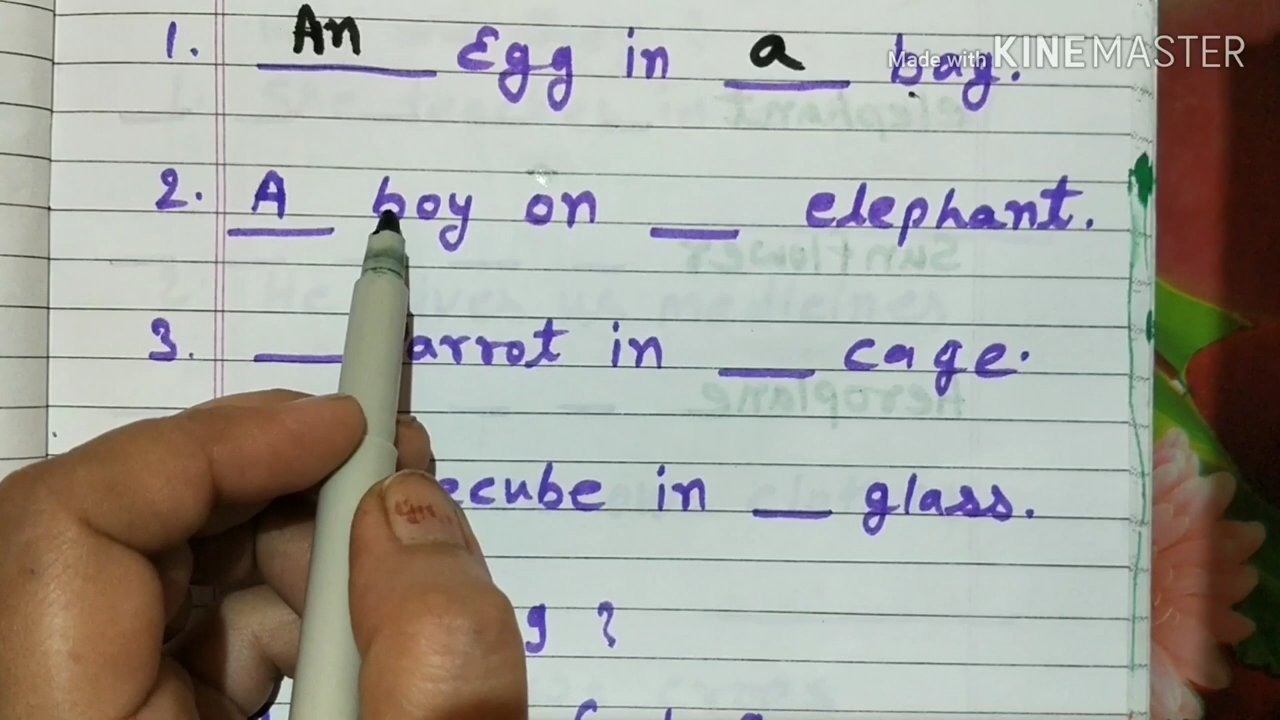 Made with KINEMASTER
1. An Egg in a bag.
2. A boy on __ elephant.
3. __ arrot in __ cage.
ecube in __ glass.
g ?